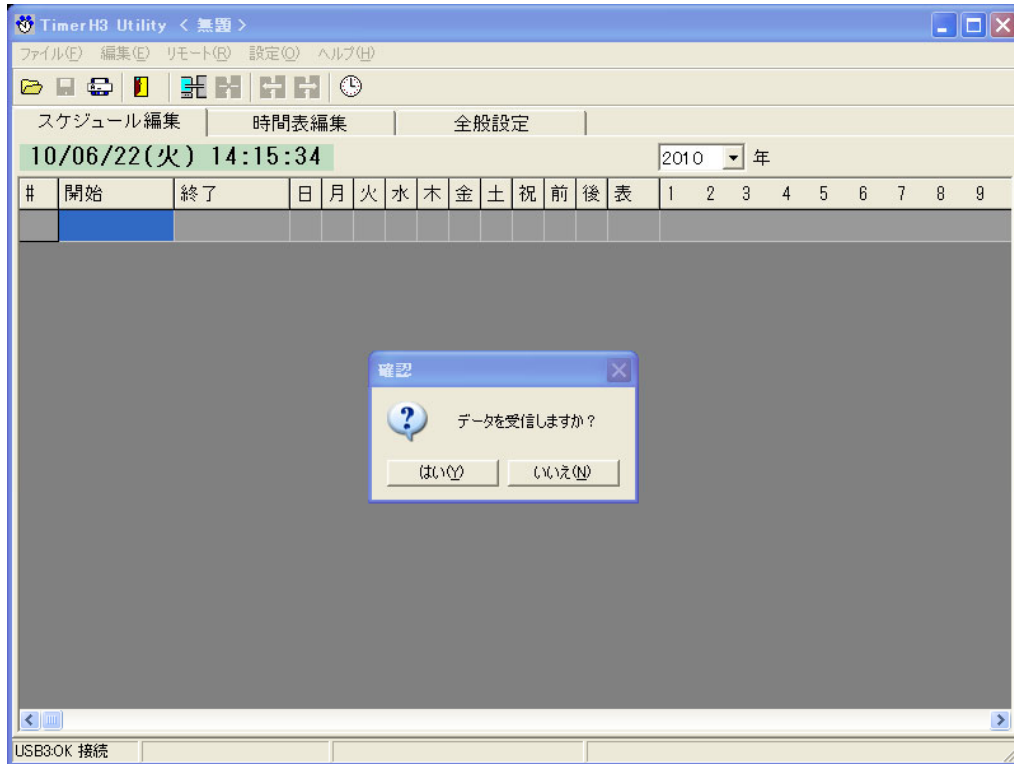 TimerH3 Utility < 無題 >
ファイル(F) 編集(E) リモート(R) 設定(O) ヘルプ(H)
スケジュール編集 時間表編集 全般設定
10/06/22(火) 14:15:34 2010 年
# 開始 終了 日 月 火 水 木 金 土 祝 前 後 表 1 2 3 4 5 6 7 8 9
確認
データを受信しますか?
はい(Y) いいえ(N)
USB3:OK 接続